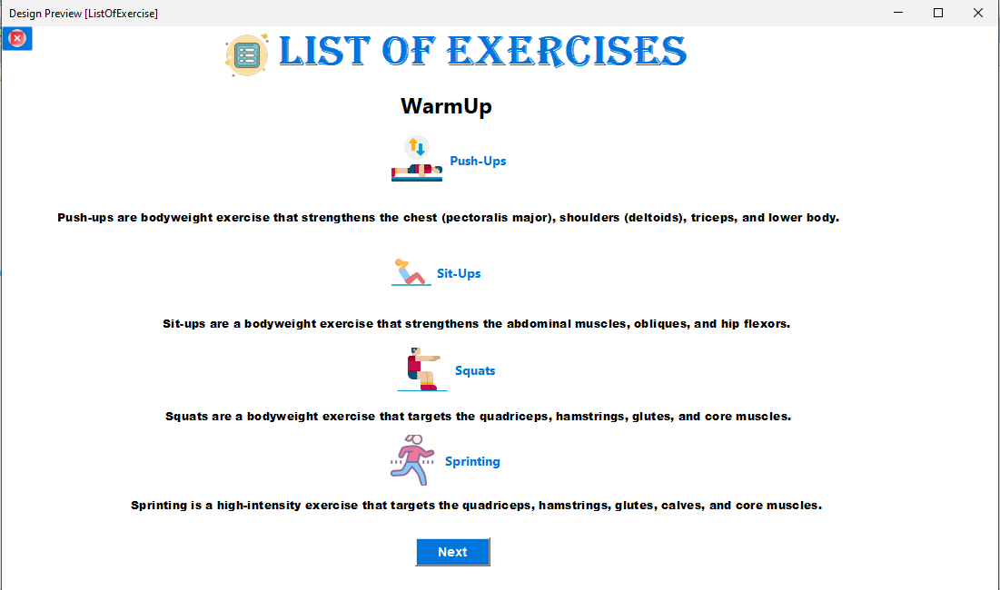 Design Preview [ListOfExercise]
LIST OF EXERCISES
WarmUp
Push-Ups
Push-ups are bodyweight exercise that strengthens the chest (pectoralis major), shoulders (deltoids), triceps, and lower body.
Sit-Ups
Sit-ups are a bodyweight exercise that strengthens the abdominal muscles, obliques, and hip flexors.
Squats
Squats are a bodyweight exercise that targets the quadriceps, hamstrings, glutes, and core muscles.
Sprinting
Sprinting is a high-intensity exercise that targets the quadriceps, hamstrings, glutes, calves, and core muscles.
Next